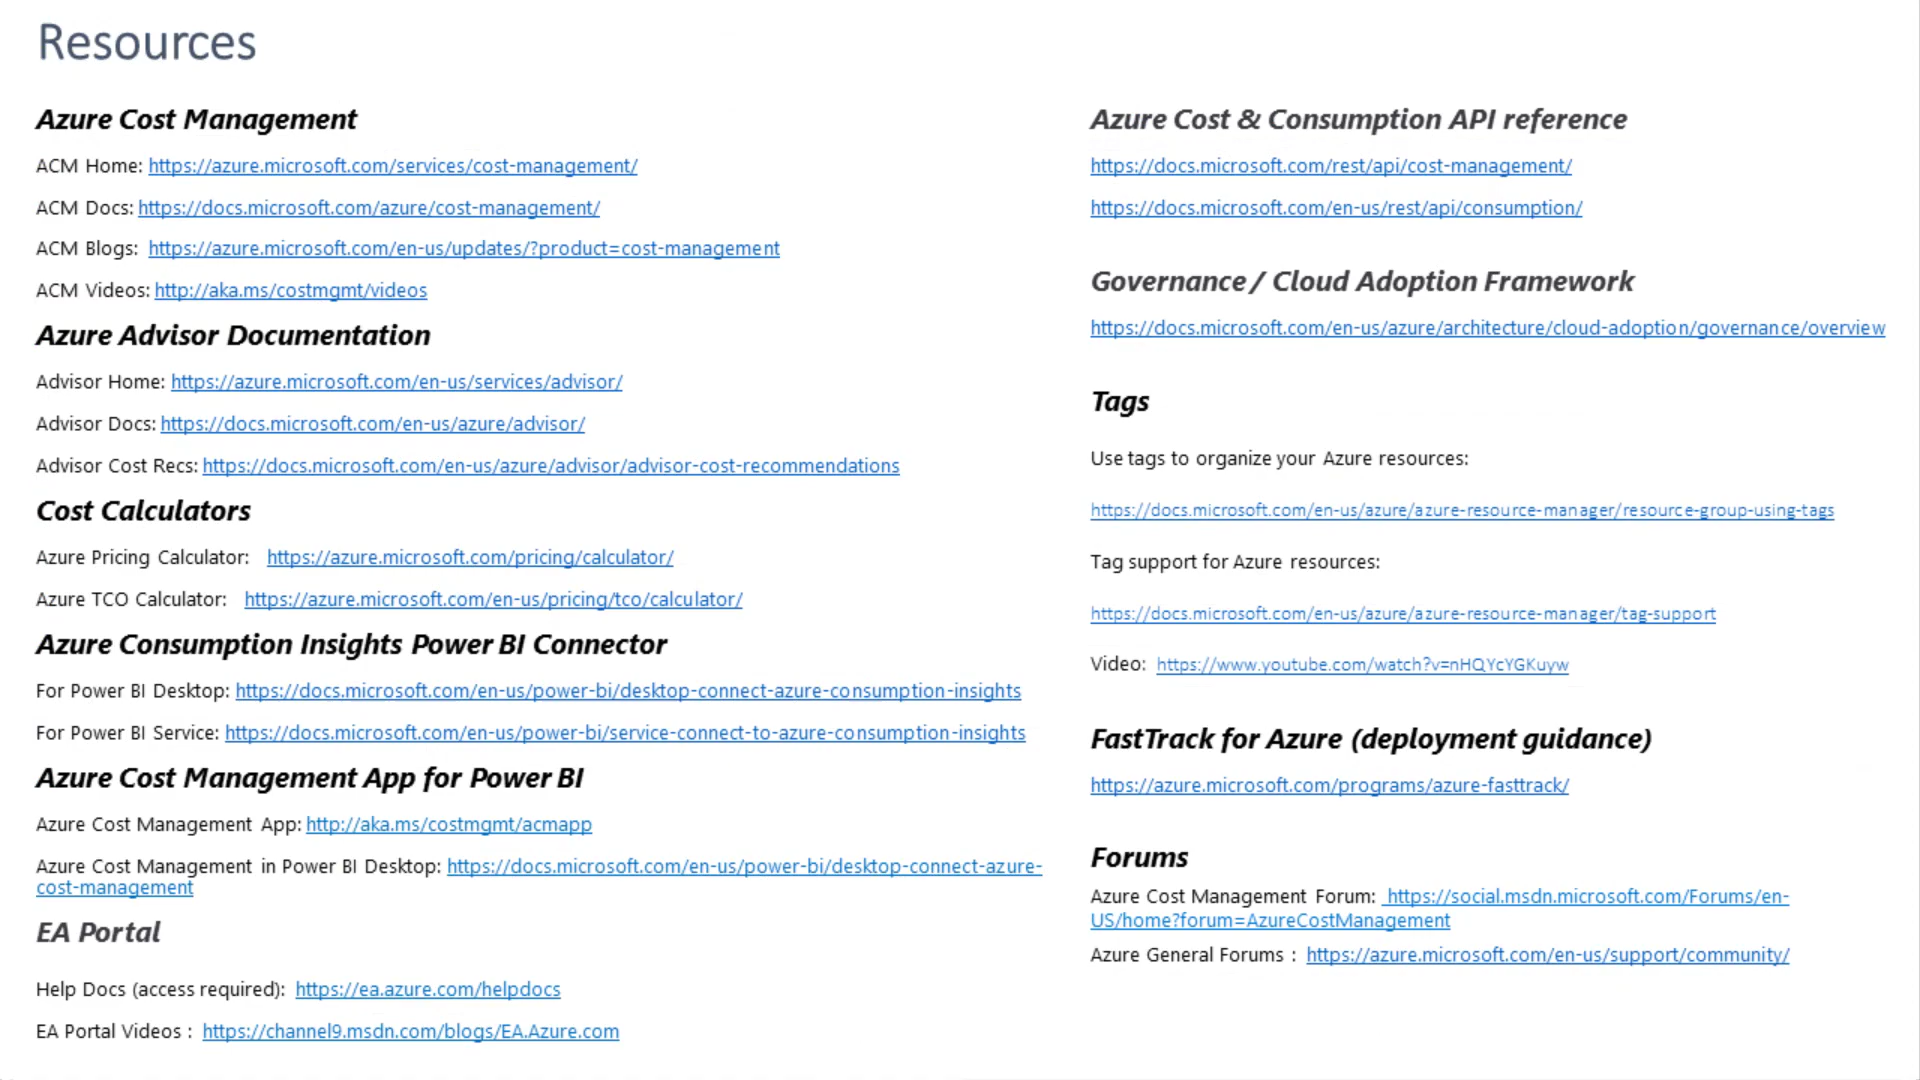 Resources
Azure Cost Management
ACM Home: https://azure.microsoft.com/services/cost-management/
ACM Docs: https://docs.microsoft.com/azure/cost-management/
ACM Blogs: https://azure.microsoft.com/en-us/updates/?product=cost-management
ACM Videos: http://aka.ms/costmgmt/videos
Azure Advisor Documentation
Advisor Home: https://azure.microsoft.com/en-us/services/advisor/
Advisor Docs: https://docs.microsoft.com/en-us/azure/advisor/
Advisor Cost Recs: https://docs.microsoft.com/en-us/azure/advisor/advisor-cost-recommendations
Cost Calculators
Azure Pricing Calculator: https://azure.microsoft.com/pricing/calculator/
Azure TCO Calculator: https://azure.microsoft.com/en-us/pricing/tco/calculator/
Azure Consumption Insights Power BI Connector
For Power BI Desktop: https://docs.microsoft.com/en-us/power-bi/desktop-connect-azure-consumption-insights
For Power BI Service: https://docs.microsoft.com/en-us/power-bi/service-connect-to-azure-consumption-insights
Azure Cost Management App for Power BI
Azure Cost Management App: http://aka.ms/costmgmt/acmapp
Azure Cost Management in Power BI Desktop: https://docs.microsoft.com/en-us/power-bi/desktop-connect-azure-
cost-management
EA Portal
Help Docs (access required): https://ea.azure.com/helpdocs
EA Portal Videos : https://channel9.msdn.com/blogs/EA.Azure.com
Azure Cost & Consumption API reference
https://docs.microsoft.com/rest/api/cost-management/
https://docs.microsoft.com/en-us/rest/api/consumption/
Governance / Cloud Adoption Framework
https://docs.microsoft.com/en-us/azure/architecture/cloud-adoption/governance/overview
Tags
Use tags to organize your Azure resources:
https://docs.microsoft.com/en-us/azure/azure-resource-manager/resource-group-using-tags
Tag support for Azure resources:
https://docs.microsoft.com/en-us/azure/azure-resource-manager/tag-support
Video: https://www.youtube.com/watch?v=nHQYcYGKuyw
FastTrack for Azure (deployment guidance)
https://azure.microsoft.com/programs/azure-fasttrack/
Forums
Azure Cost Management Forum: https://social.msdn.microsoft.com/Forums/en-
US/home?forum=AzureCostManagement
Azure General Forums : https://azure.microsoft.com/en-us/support/community/